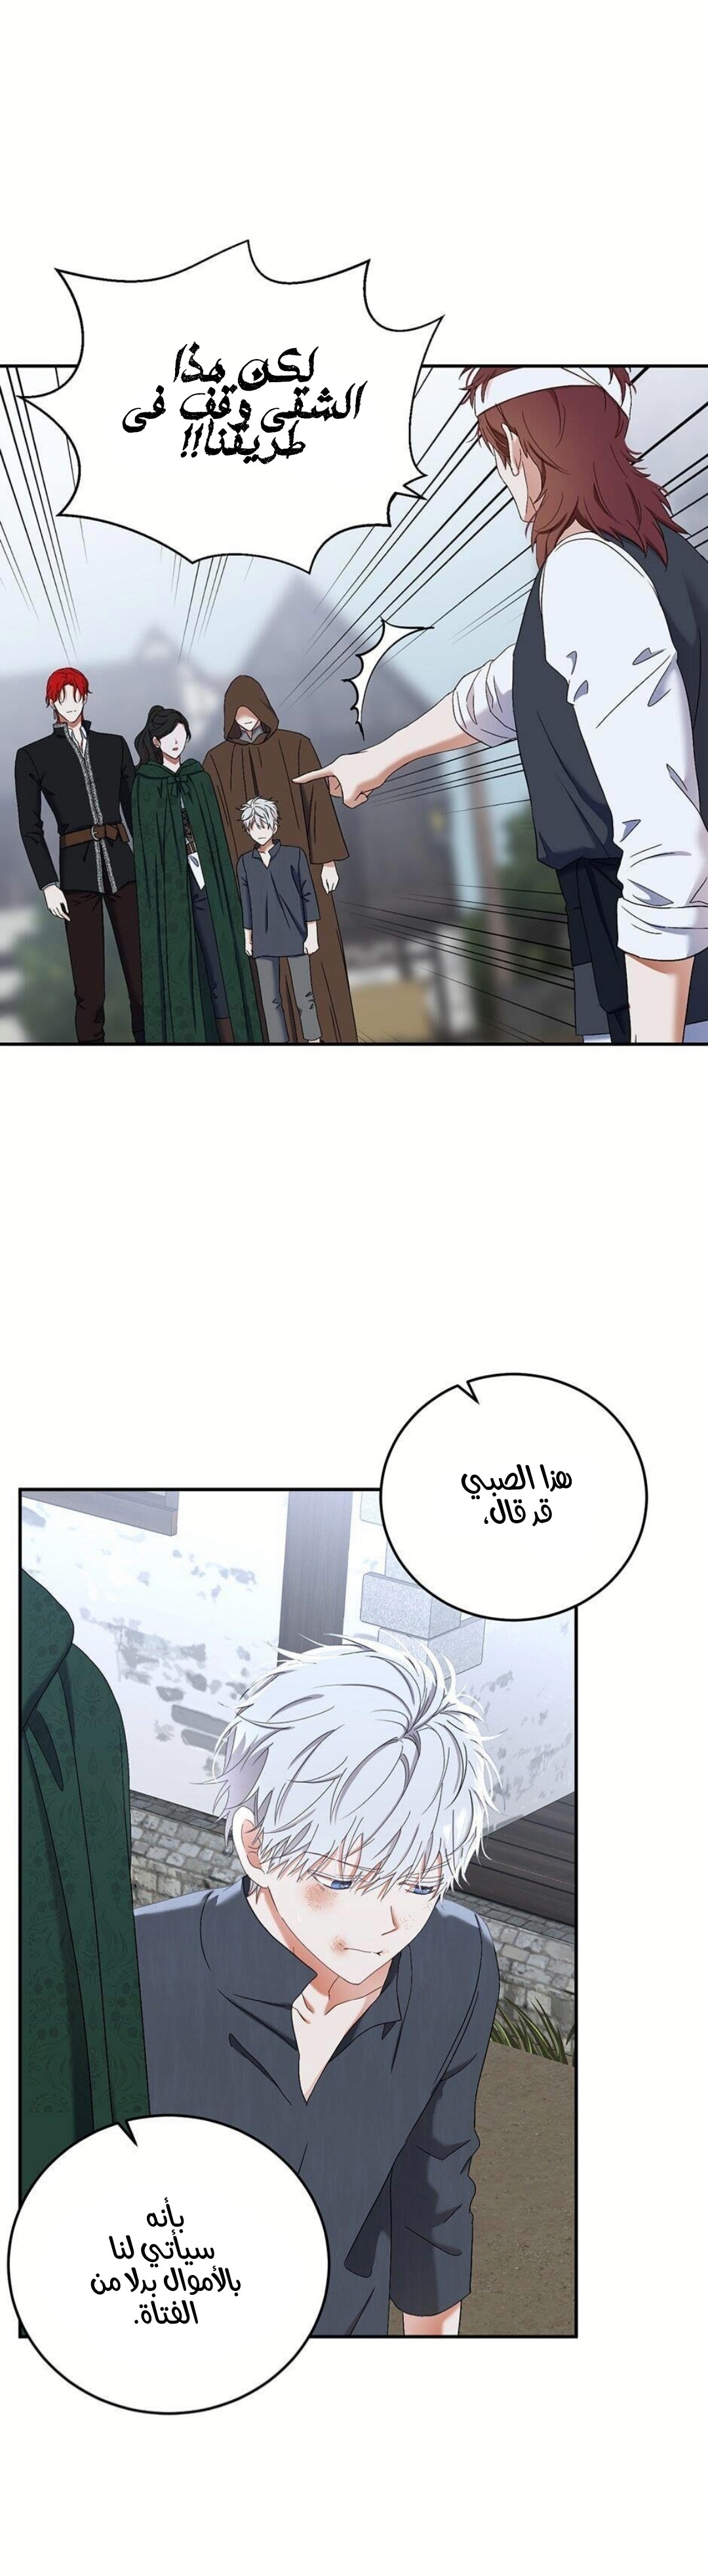 لكن هذا
الشقي وقف في
طريقنا!!
هذا الصبي
قد قال،
بأنه
سيأتي لنا
بالأموال بدلا من
الفتاة.